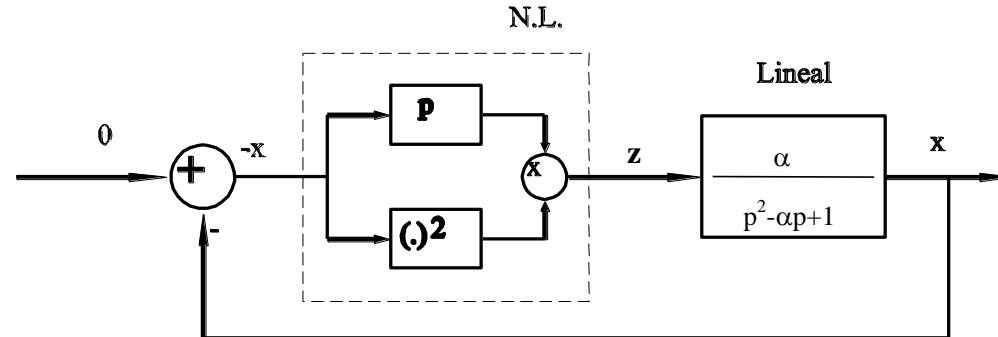 N.L.
Lineal
0
+
-
-x
p
(.)²
x
z
α
p²-αp+1
x